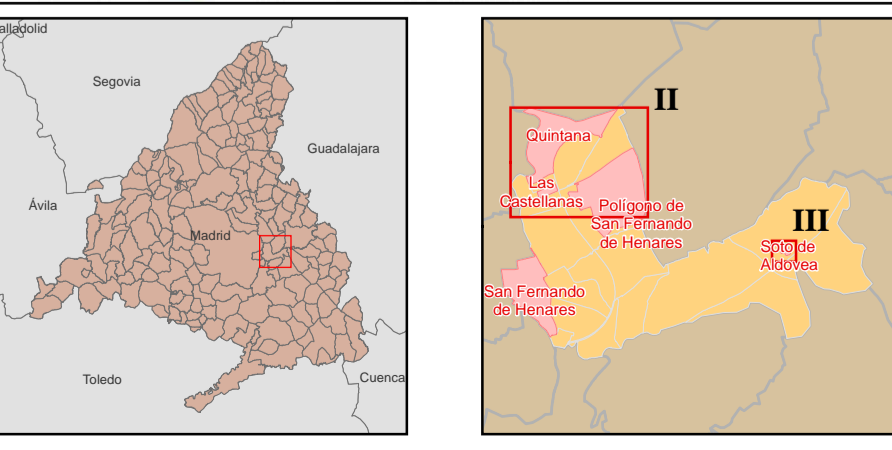 alladolid
Segovia
Guadalajara
Ávila
Madrid
Toledo
Cuenca
II
Quintana
Las
Castellanas
Polígono de
San Fernando
de Henares
III
Soto de
Aldovea
San Fernando
de Henares